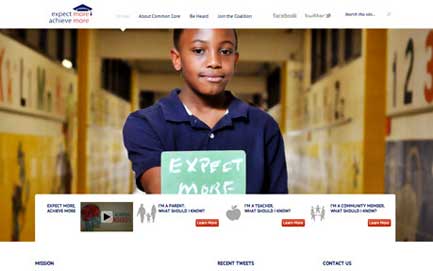 expect more
achieve more
Home
About Common Core
Be Heard
Join the Coalition
facebook
twitter
Search this site...
EXPECT
MORE
EXPECT MORE,
ACHIEVE MORE
I'M A PARENT.
WHAT SHOULD I KNOW?
Learn More
I'M A TEACHER.
WHAT SHOULD I KNOW?
Learn More
I'M A COMMUNITY MEMBER.
WHAT SHOULD I KNOW?
Learn More
MISSION
RECENT TWEETS
CONTACT US